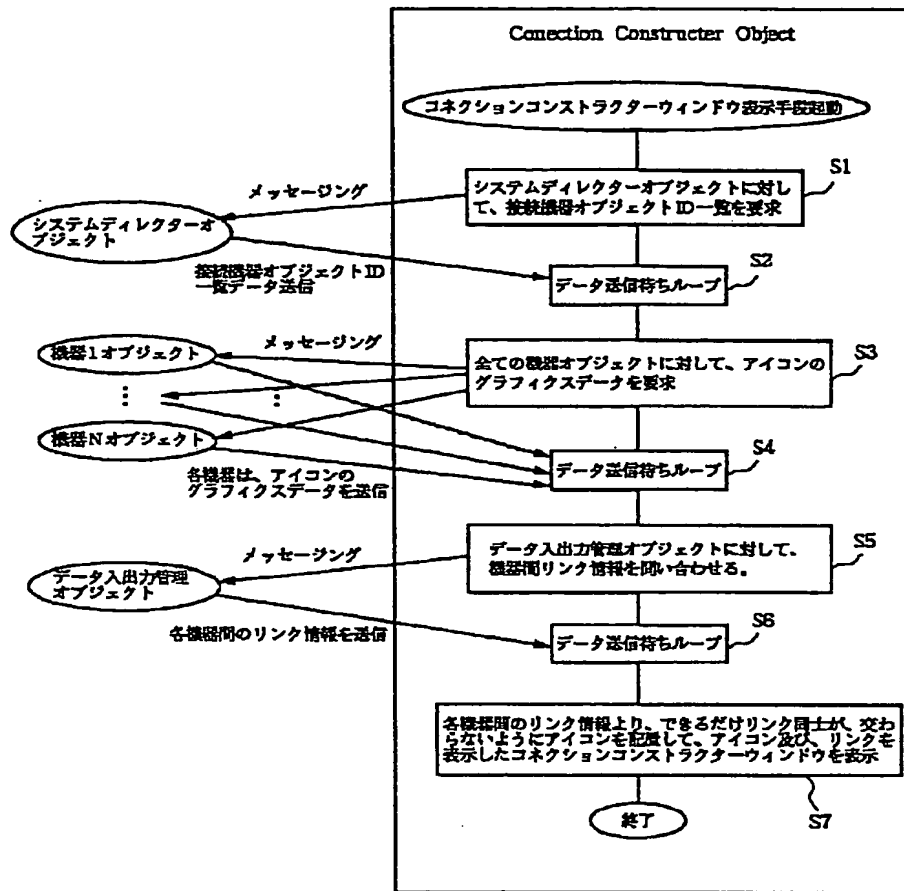 Conection Constructer Object
コネクションコンストラクターウィンドウ表示手段起動
S1
メッセージング
システムディレクターオブジェクトに対し
て、接続機器オブジェクトID一覧を要求
システムディレクターオ
ブジェクト
接続機器オブジェクトID
一覧データ送信
S2
データ送信待ちループ
メッセージング
機器1オブジェクト
S3
全ての機器オブジェクトに対して、アイコンの
グラフィクスデータを要求
⋮
⋮
機器Nオブジェクト
S4
データ送信待ちループ
各機器は、アイコンの
グラフィクスデータを送信
S5
メッセージング
データ入出力管理オブジェクトに対して、
機器間リンク情報を問い合わせる。
データ入出力管理
オブジェクト
S6
各機器間のリンク情報を送信
データ送信待ちループ
各機器間のリンク情報より、できるだけリンク同士が、交わ
らないようにアイコンを配置して、アイコン及び、リンクを
表示したコネクションコンストラクターウィンドウを表示
S7
終了